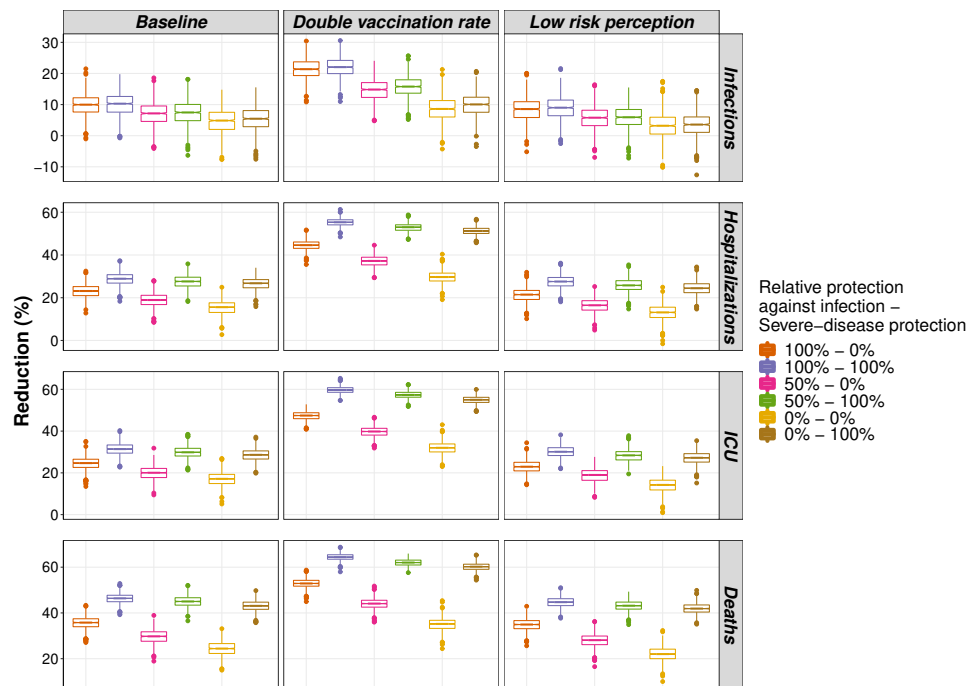 Baseline
Double vaccination rate
Low risk perception
30
20
10
0
−10
Infections
60
40
20
0
Hospitalizations
60
40
20
0
ICU
60
40
20
Deaths
Reduction (%)
Relative protection
against infection −
Severe−disease protection
100% − 0%
100% − 100%
50% − 0%
50% − 100%
0% − 0%
0% − 100%